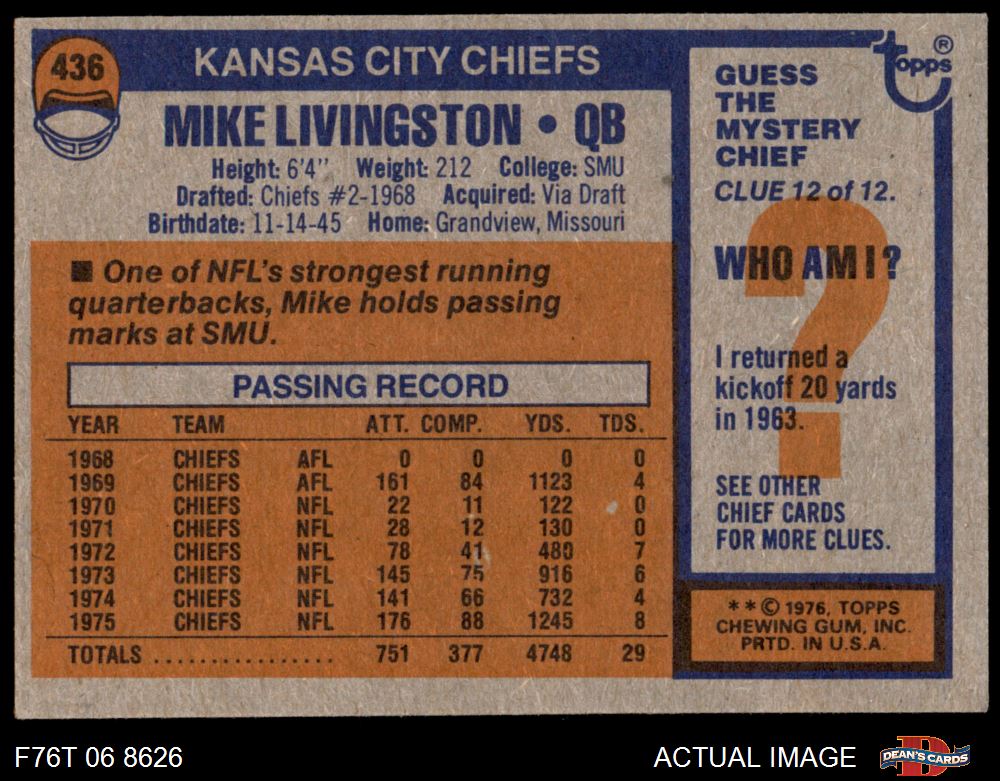 436
KANSAS CITY CHIEFS
MIKE LIVINGSTON • QB
Height: 6'4" Weight: 212 College: SMU
Drafted: Chiefs #2-1968 Acquired: Via Draft
Birthdate: 11-14-45 Home: Grandview, Missouri
■ One of NFL's strongest running
quarterbacks, Mike holds passing
marks at SMU.
PASSING RECORD
YEAR TEAM ATT. COMP. YDS. TDS.
1968 CHIEFS AFL 0 0 0 0
1969 CHIEFS AFL 161 84 1123 4
1970 CHIEFS NFL 22 11 122 0
1971 CHIEFS NFL 28 12 130 0
1972 CHIEFS NFL 78 41 480 7
1973 CHIEFS NFL 145 75 916 6
1974 CHIEFS NFL 141 66 732 4
1975 CHIEFS NFL 176 88 1245 8
TOTALS ................ 751 377 4748 29
topps ®
GUESS
THE
MYSTERY
CHIEF
CLUE 12 of 12.
?
WHO AM I?
I returned a
kickoff 20 yards
in 1963.
SEE OTHER
CHIEF CARDS
FOR MORE CLUES.
**© 1976, TOPPS
CHEWING GUM, INC.
PRTD. IN U.S.A.
F76T 06 8626
ACTUAL IMAGE
D
DEAN'S CARDS